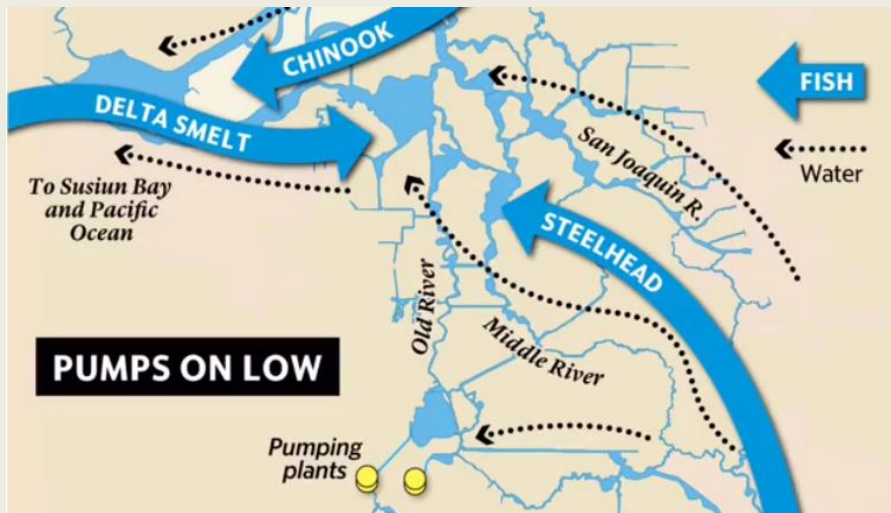 CHINOOK
FISH
DELTA SMELT
San Joaquin R.
Water
To Susiun Bay
and Pacific
Ocean
STEELHEAD
Old River
Middle River
PUMPS ON LOW
Pumping
plants